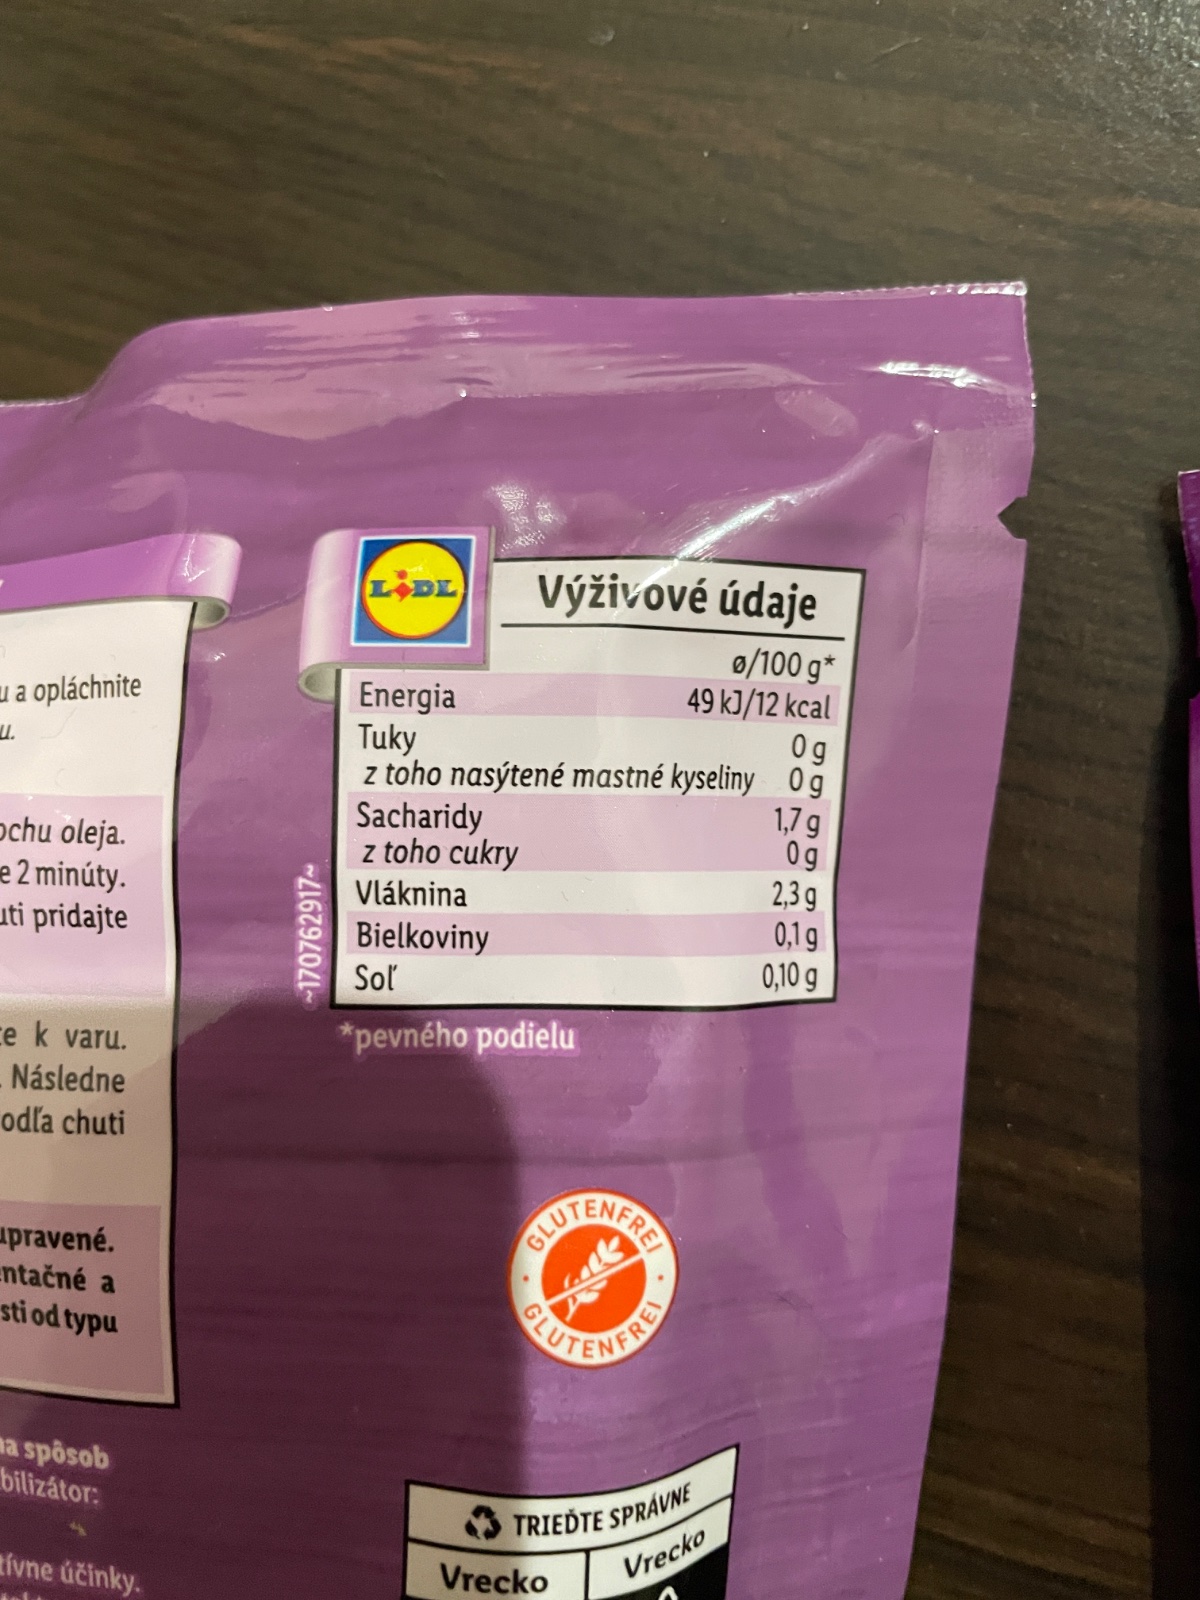 u a opláchnite
u.
ochu oleja.
e 2 minúty.
uti pridajte
te k varu.
. Následne
odľa chuti
upravené.
entačné a
sti od typu
na spôsob
bilizátor:
tívne účinky.
LIDL
Výživové údaje
ø/100 g*
Energia 49 kJ/12 kcal
Tuky 0 g
z toho nasýtené mastné kyseliny 0 g
Sacharidy 1,7 g
z toho cukry 0 g
Vláknina 2,3 g
Bielkoviny 0,1 g
Soľ 0,10 g
~170762917~
*pevného podielu
GLUTENFREI
GLUTENFREI
TRIEĎTE SPRÁVNE
Vrecko Vrecko